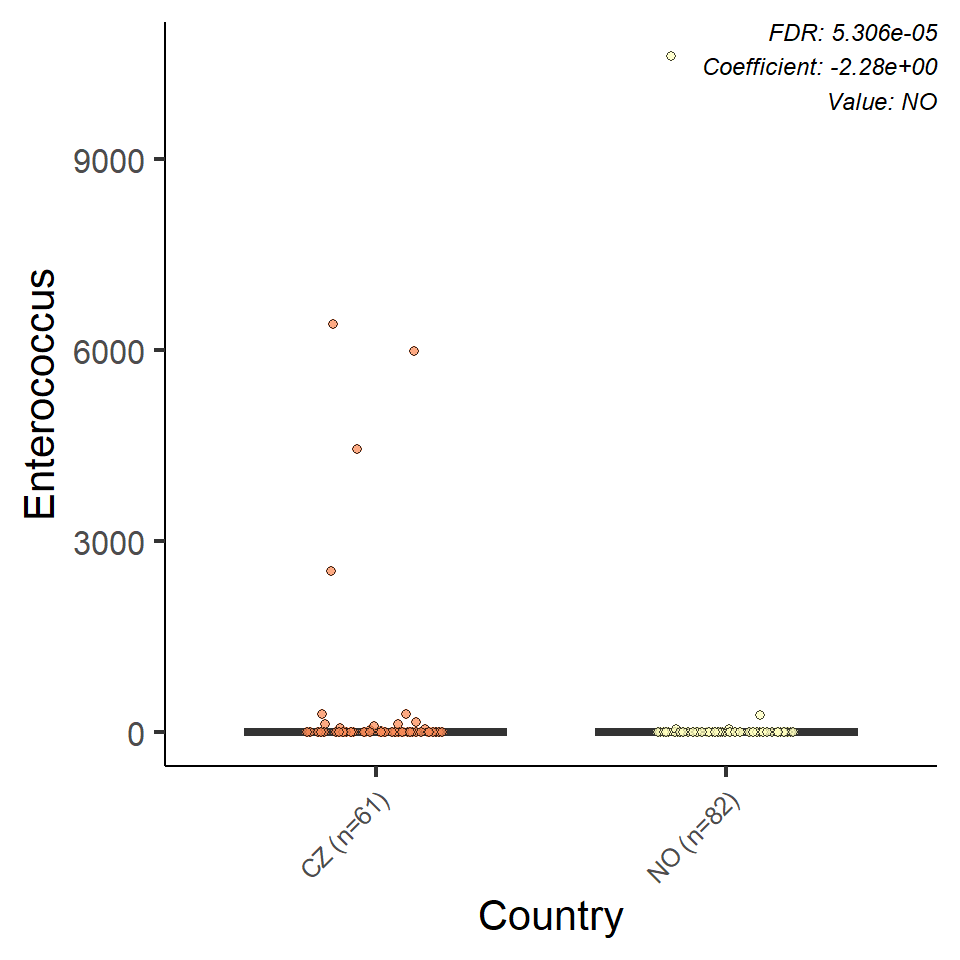 FDR: 5.306e-05
Coefficient: -2.28e+00
Value: NO
9000
6000
3000
0
Enterococcus
CZ (n=61)
NO (n=82)
Country